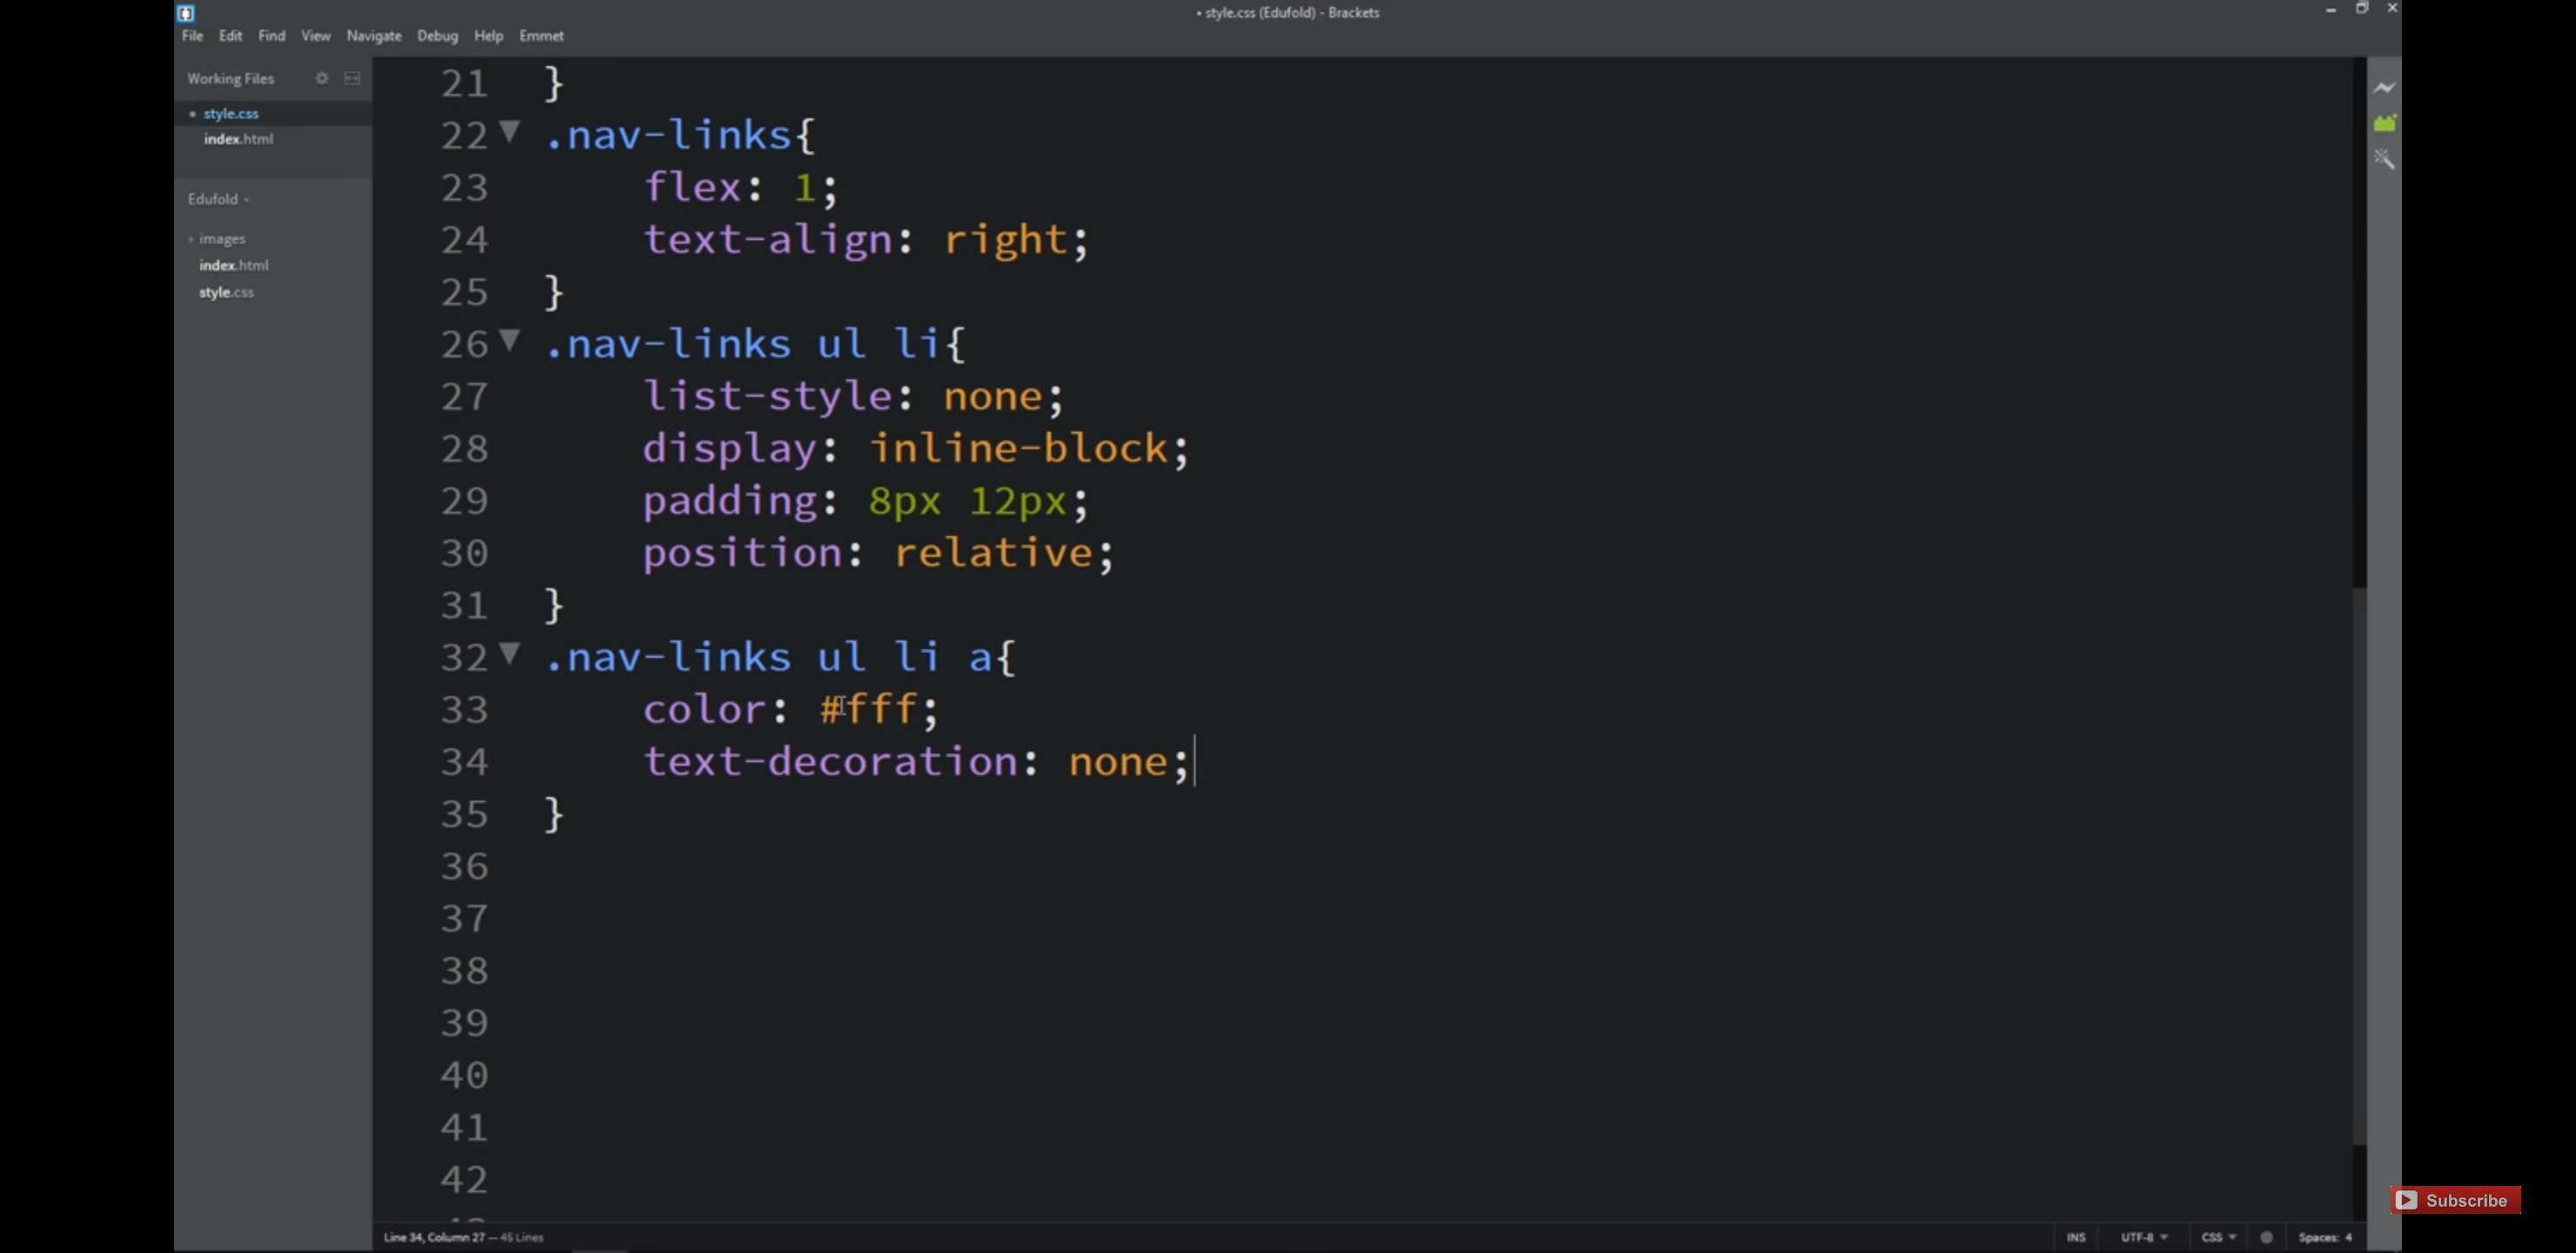 • style.css (Edufold) - Brackets
File Edit Find View Navigate Debug Help Emmet
Working Files
• style.css
index.html
Edufold
images
index.html
style.css
21 }
22 .nav-links{
23 flex: 1;
24 text-align: right;
25 }
26 .nav-links ul li{
27 list-style: none;
28 display: inline-block;
29 padding: 8px 12px;
30 position: relative;
31 }
32 .nav-links ul li a{
33 color: #fff;
34 text-decoration: none;
35 }
36
37
38
39
40
41
42
Subscribe
Line 34, Column 27 — 45 Lines
INS UTF-8 CSS Spaces: 4